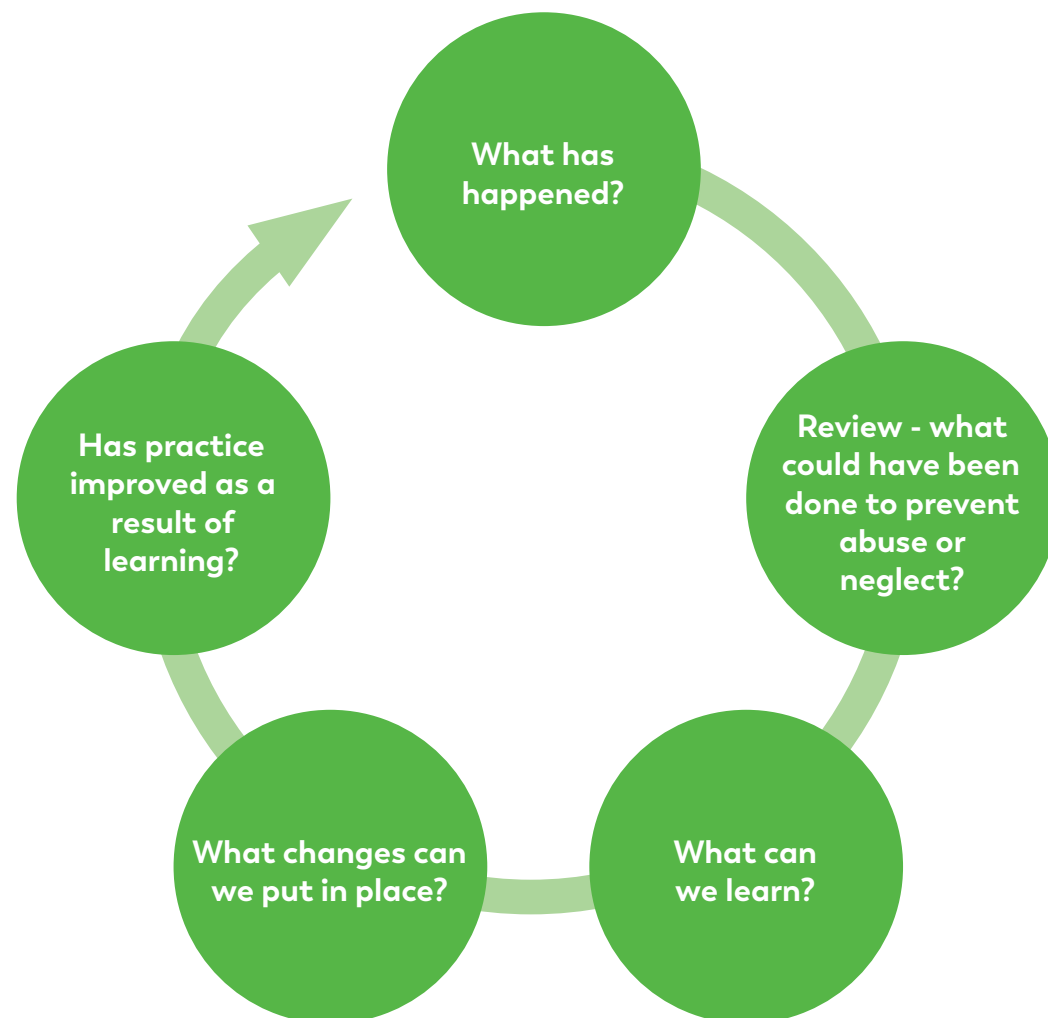 What has
happened?
Review - what
could have been
done to prevent
abuse or
neglect?
What can
we learn?
What changes can
we put in place?
Has practice
improved as a
result of
learning?